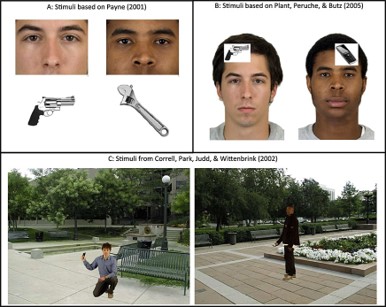 A: Stimuli based on Payne (2001)
B: Stimuli based on Plant, Peruche, & Butz (2005)
C: Stimuli from Correll, Park, Judd, & Wittenbrink (2002)